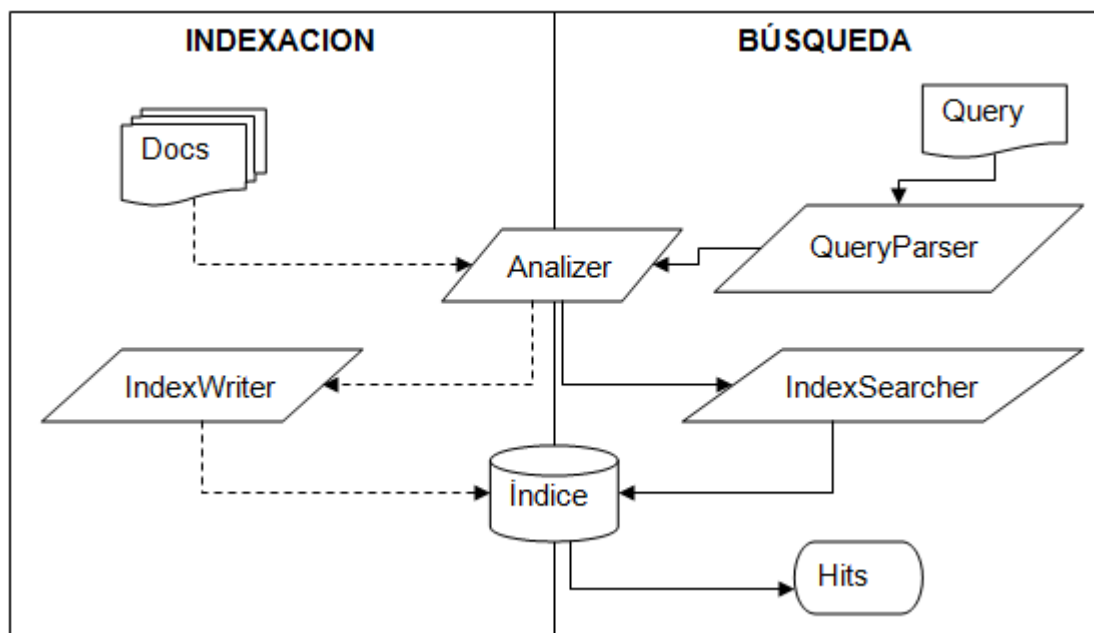 INDEXACION
BÚSQUEDA
Docs
Query
Analizer
QueryParser
IndexWriter
IndexSearcher
Índice
Hits